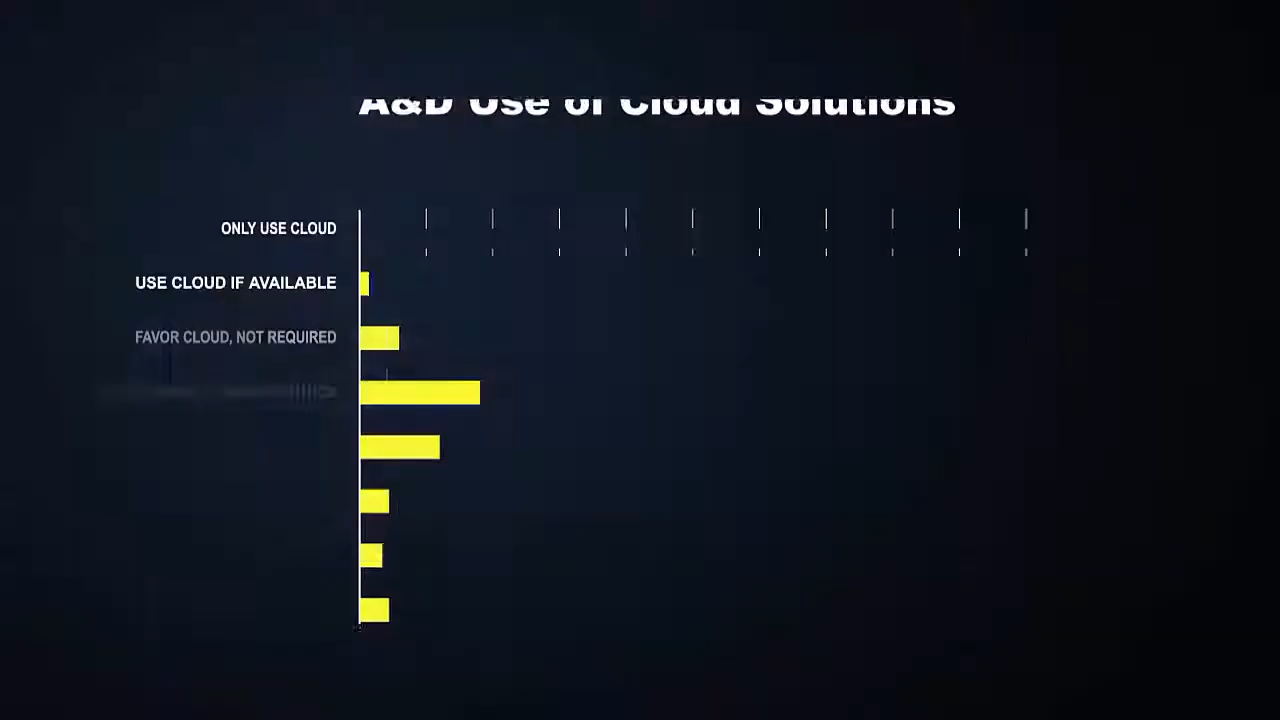 A&D Use of Cloud Solutions
ONLY USE CLOUD
USE CLOUD IF AVAILABLE
FAVOR CLOUD, NOT REQUIRED